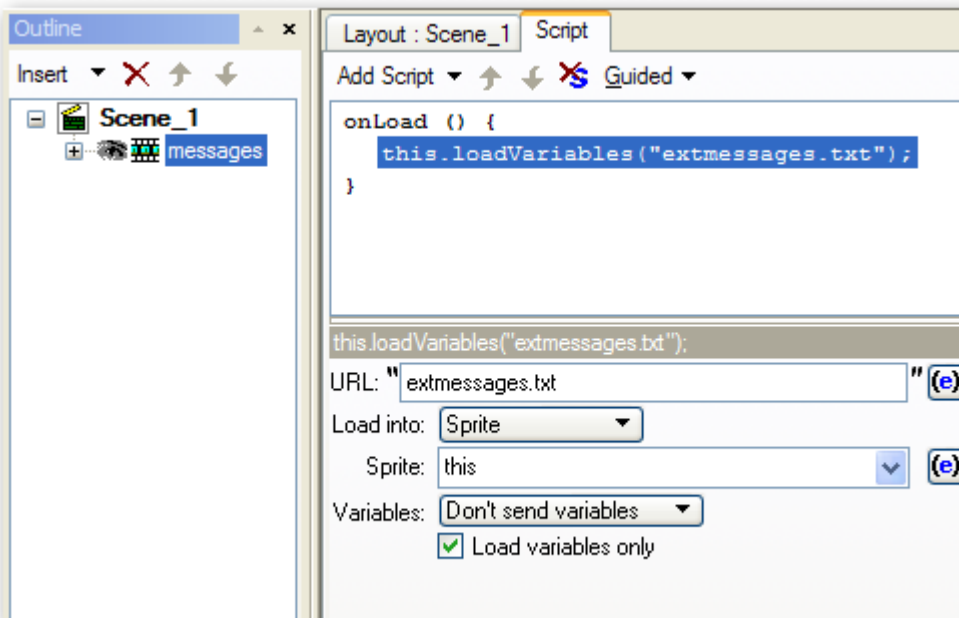 Outline
Insert
Scene_1
messages
Layout : Scene_1 Script
Add Script Guided
onLoad () {
this.loadVariables("extmessages.txt");
}
this.loadVariables("extmessages.txt");
URL: " extmessages.txt " (e)
Load into: Sprite
Sprite: this (e)
Variables: Don't send variables
Load variables only